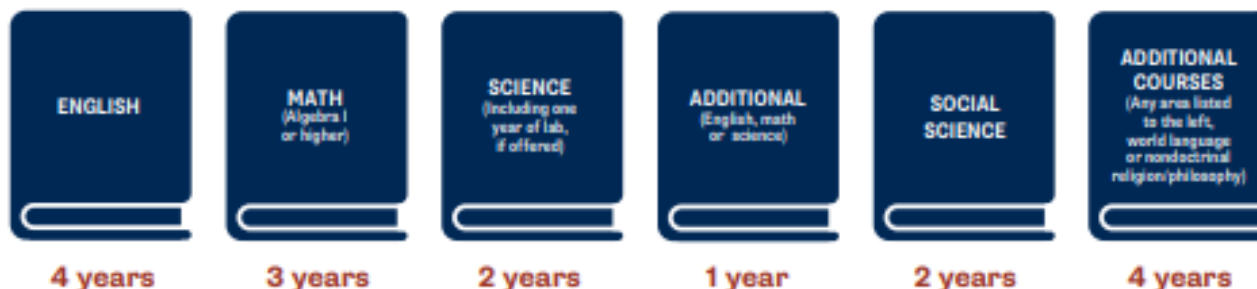 ENGLISH
4 years
MATH
(Algebra I
or higher)
3 years
SCIENCE
(Including one
year of lab,
if offered)
2 years
ADDITIONAL
(English, math
or science)
1 year
SOCIAL
SCIENCE
2 years
ADDITIONAL
COURSES
(Any area listed
to the left,
world language
or nondoctrinal
religion/philosophy)
4 years